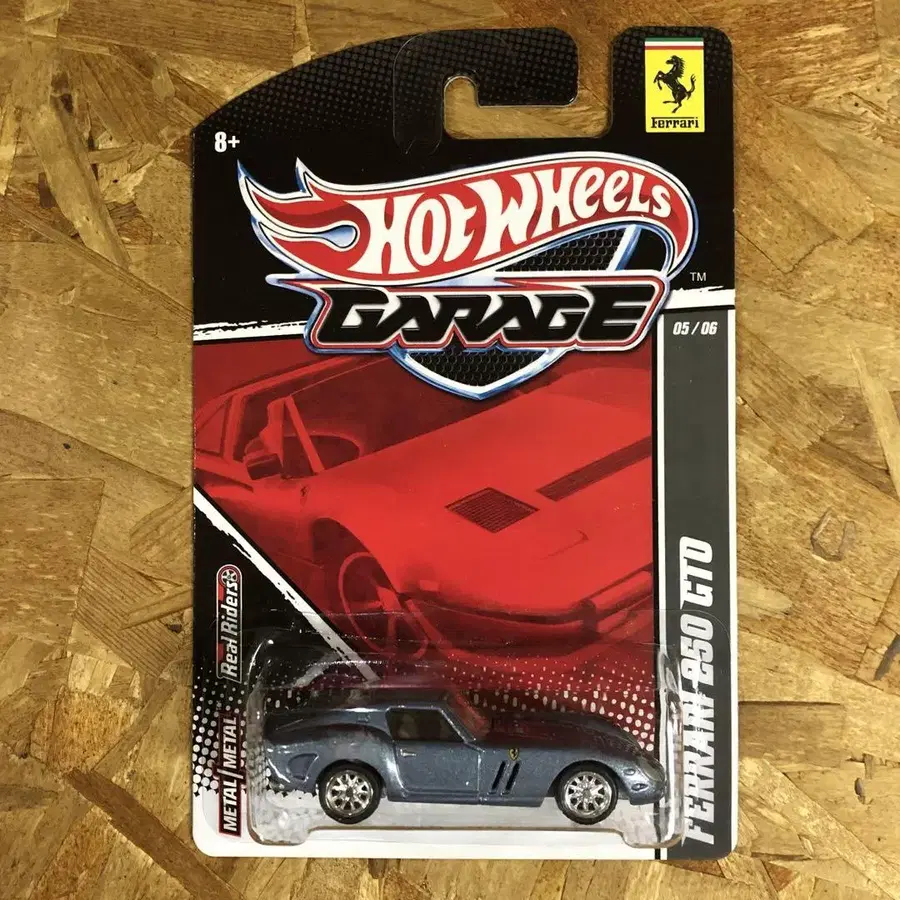 8+
Ferrari
HOT WHEELS
TM
GARAGE
05/06
FERRARI 250 GTO
Real Riders
METAL/METAL